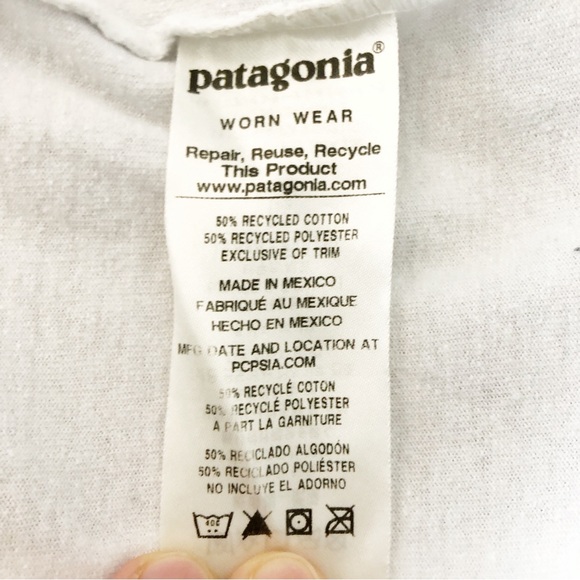 patagonia®
WORN WEAR
Repair, Reuse, Recycle
This Product
www.patagonia.com
50% RECYCLED COTTON
50% RECYCLED POLYESTER
EXCLUSIVE OF TRIM
MADE IN MEXICO
FABRIQUÉ AU MEXIQUE
HECHO EN MEXICO
MFG DATE AND LOCATION AT
PCPSIA.COM
50% RECYCLÉ COTON
50% RECYCLÉ POLYESTER
A PART LA GARNITURE
50% RECICLADO ALGODÓN
50% RECICLADO POLIÉSTER
NO INCLUYE EL ADORNO
40C